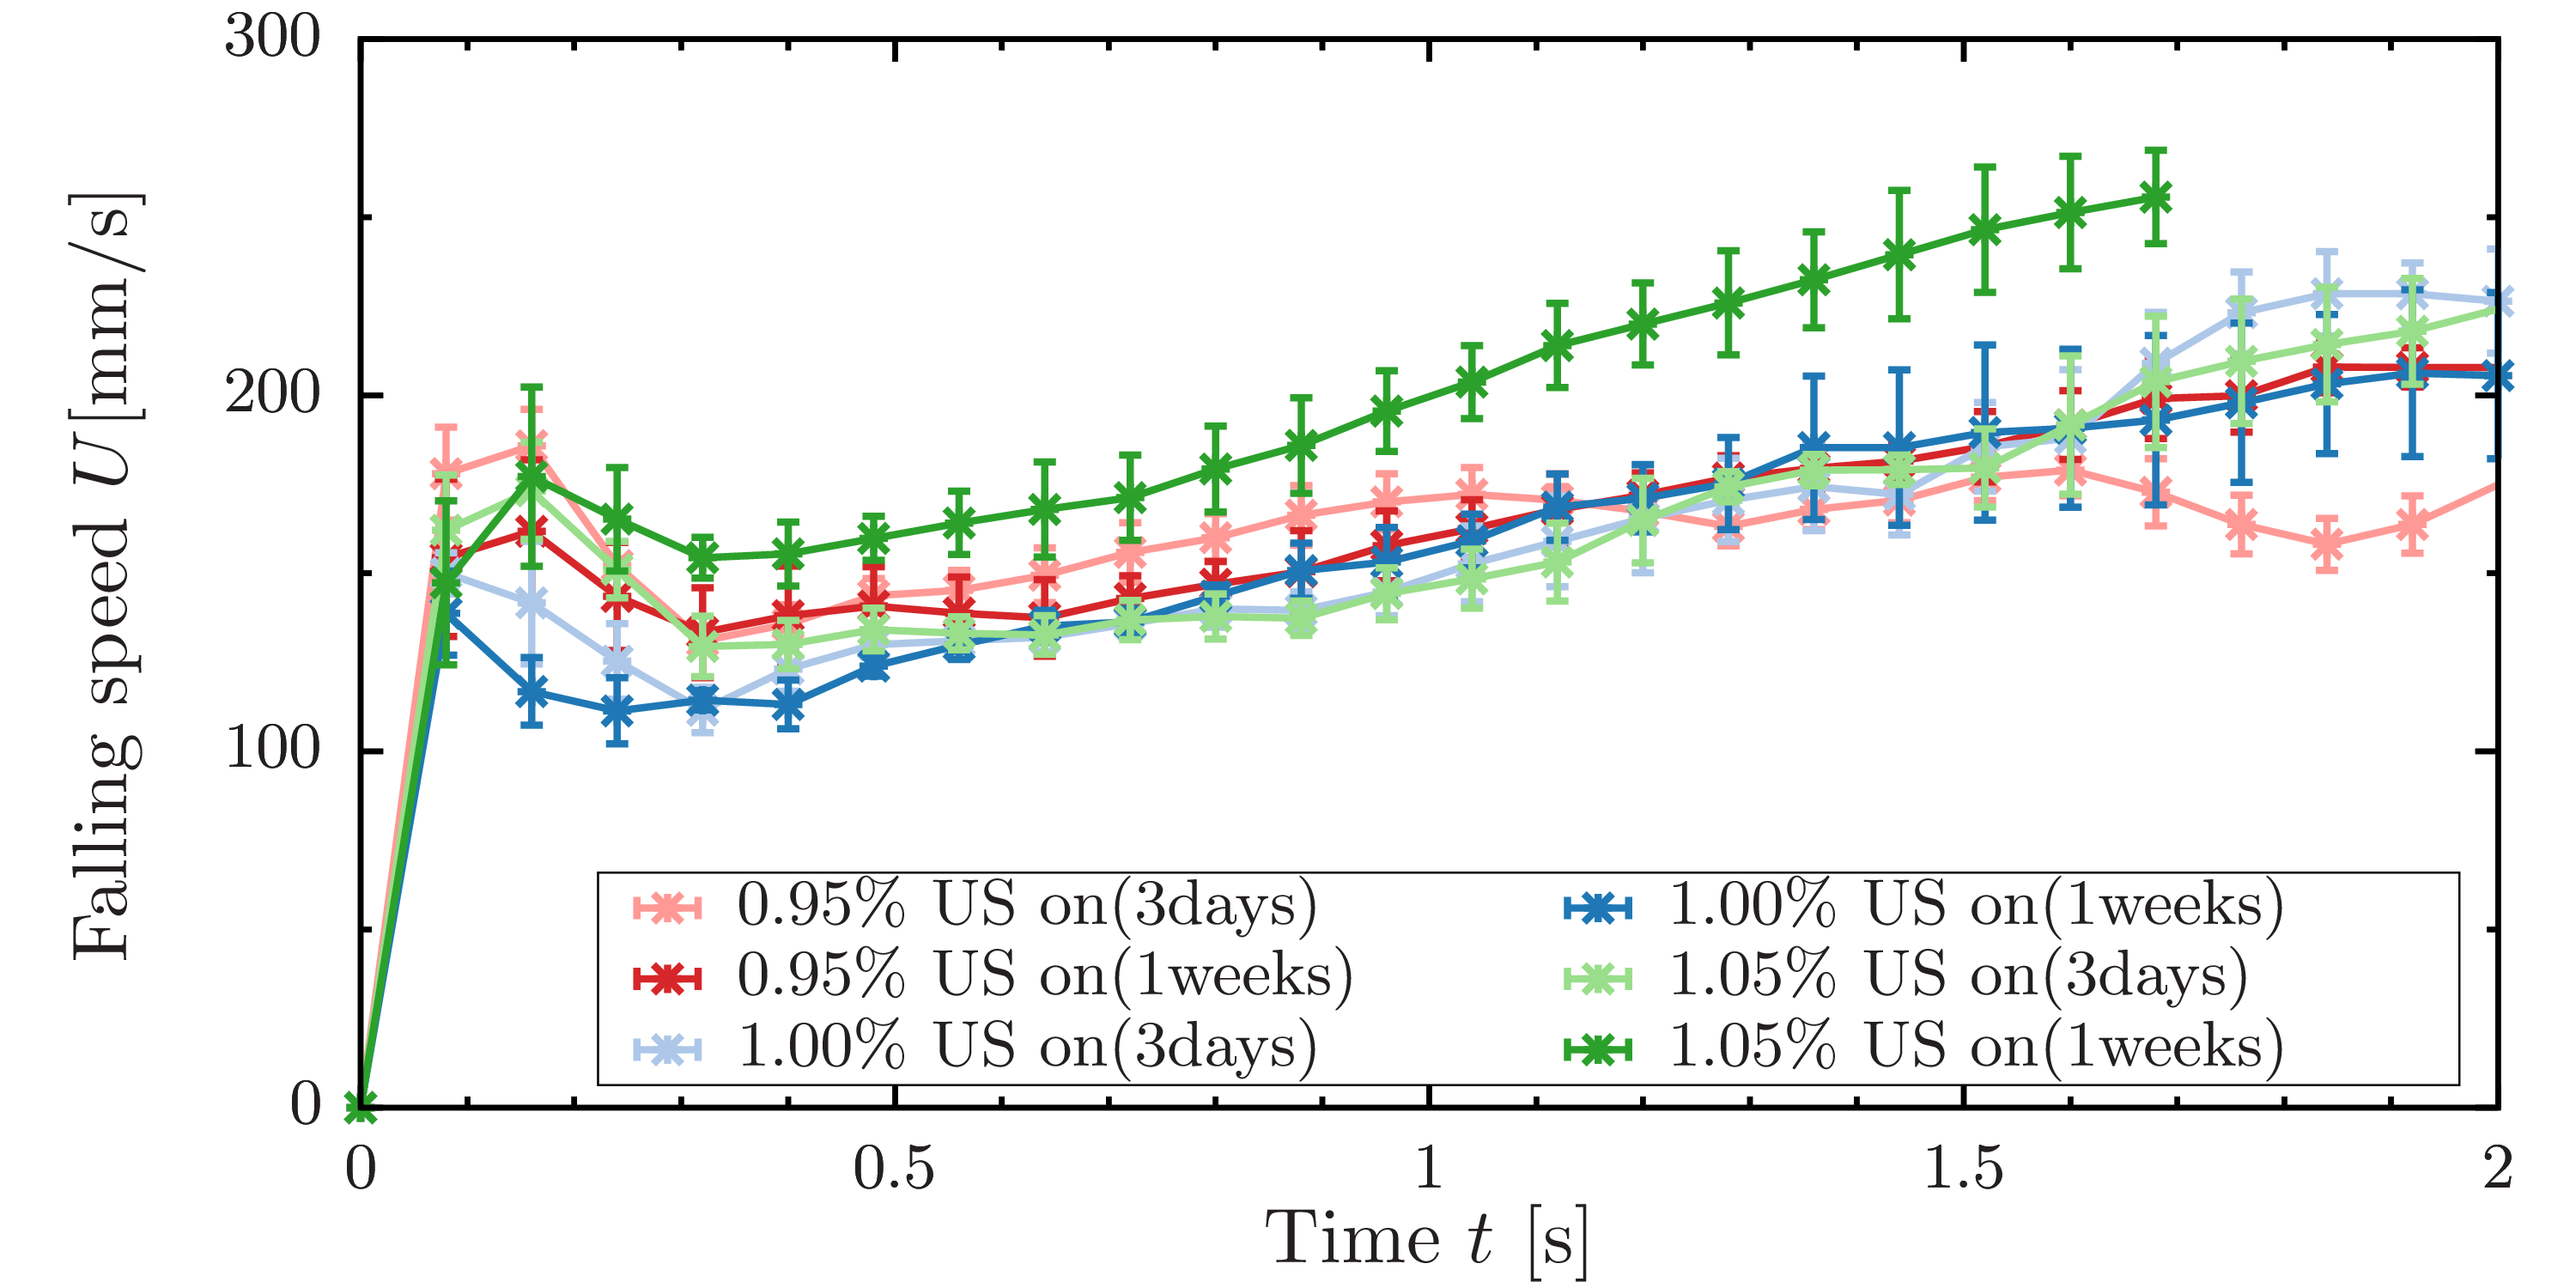 300
200
100
0
Falling speed U[mm/s]
0.95% US on(3days)
0.95% US on(1weeks)
1.00% US on(3days)
1.00% US on(1weeks)
1.05% US on(3days)
1.05% US on(1weeks)
0 0.5 1 1.5 2
Time t [s]